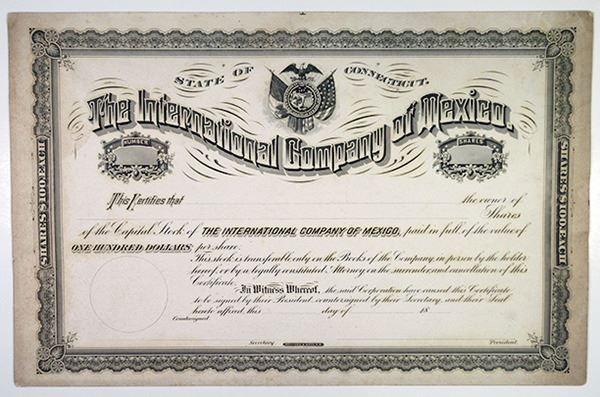 STATE OF CONNECTICUT.
The International Company of Mexico.
NUMBER
SHARES
SHARES $100 EACH
SHARES $100 EACH
This Certifies that the owner of
Shares
of the Capital Stock of THE INTERNATIONAL COMPANY OF MEXICO, paid in full of the value of
ONE HUNDRED DOLLARS, per share.
This stock is transferable only on the Books of the Company, in person by the holder
hereof, or by a legally constituted Attorney on the surrender and cancellation of this
Certificate.
In Witness Whereof, the said Corporation have caused this Certificate
to be signed by their President, countersigned by their Secretary, and their Seal
hereto affixed, this day of 18
Countersigned
Secretary. President.